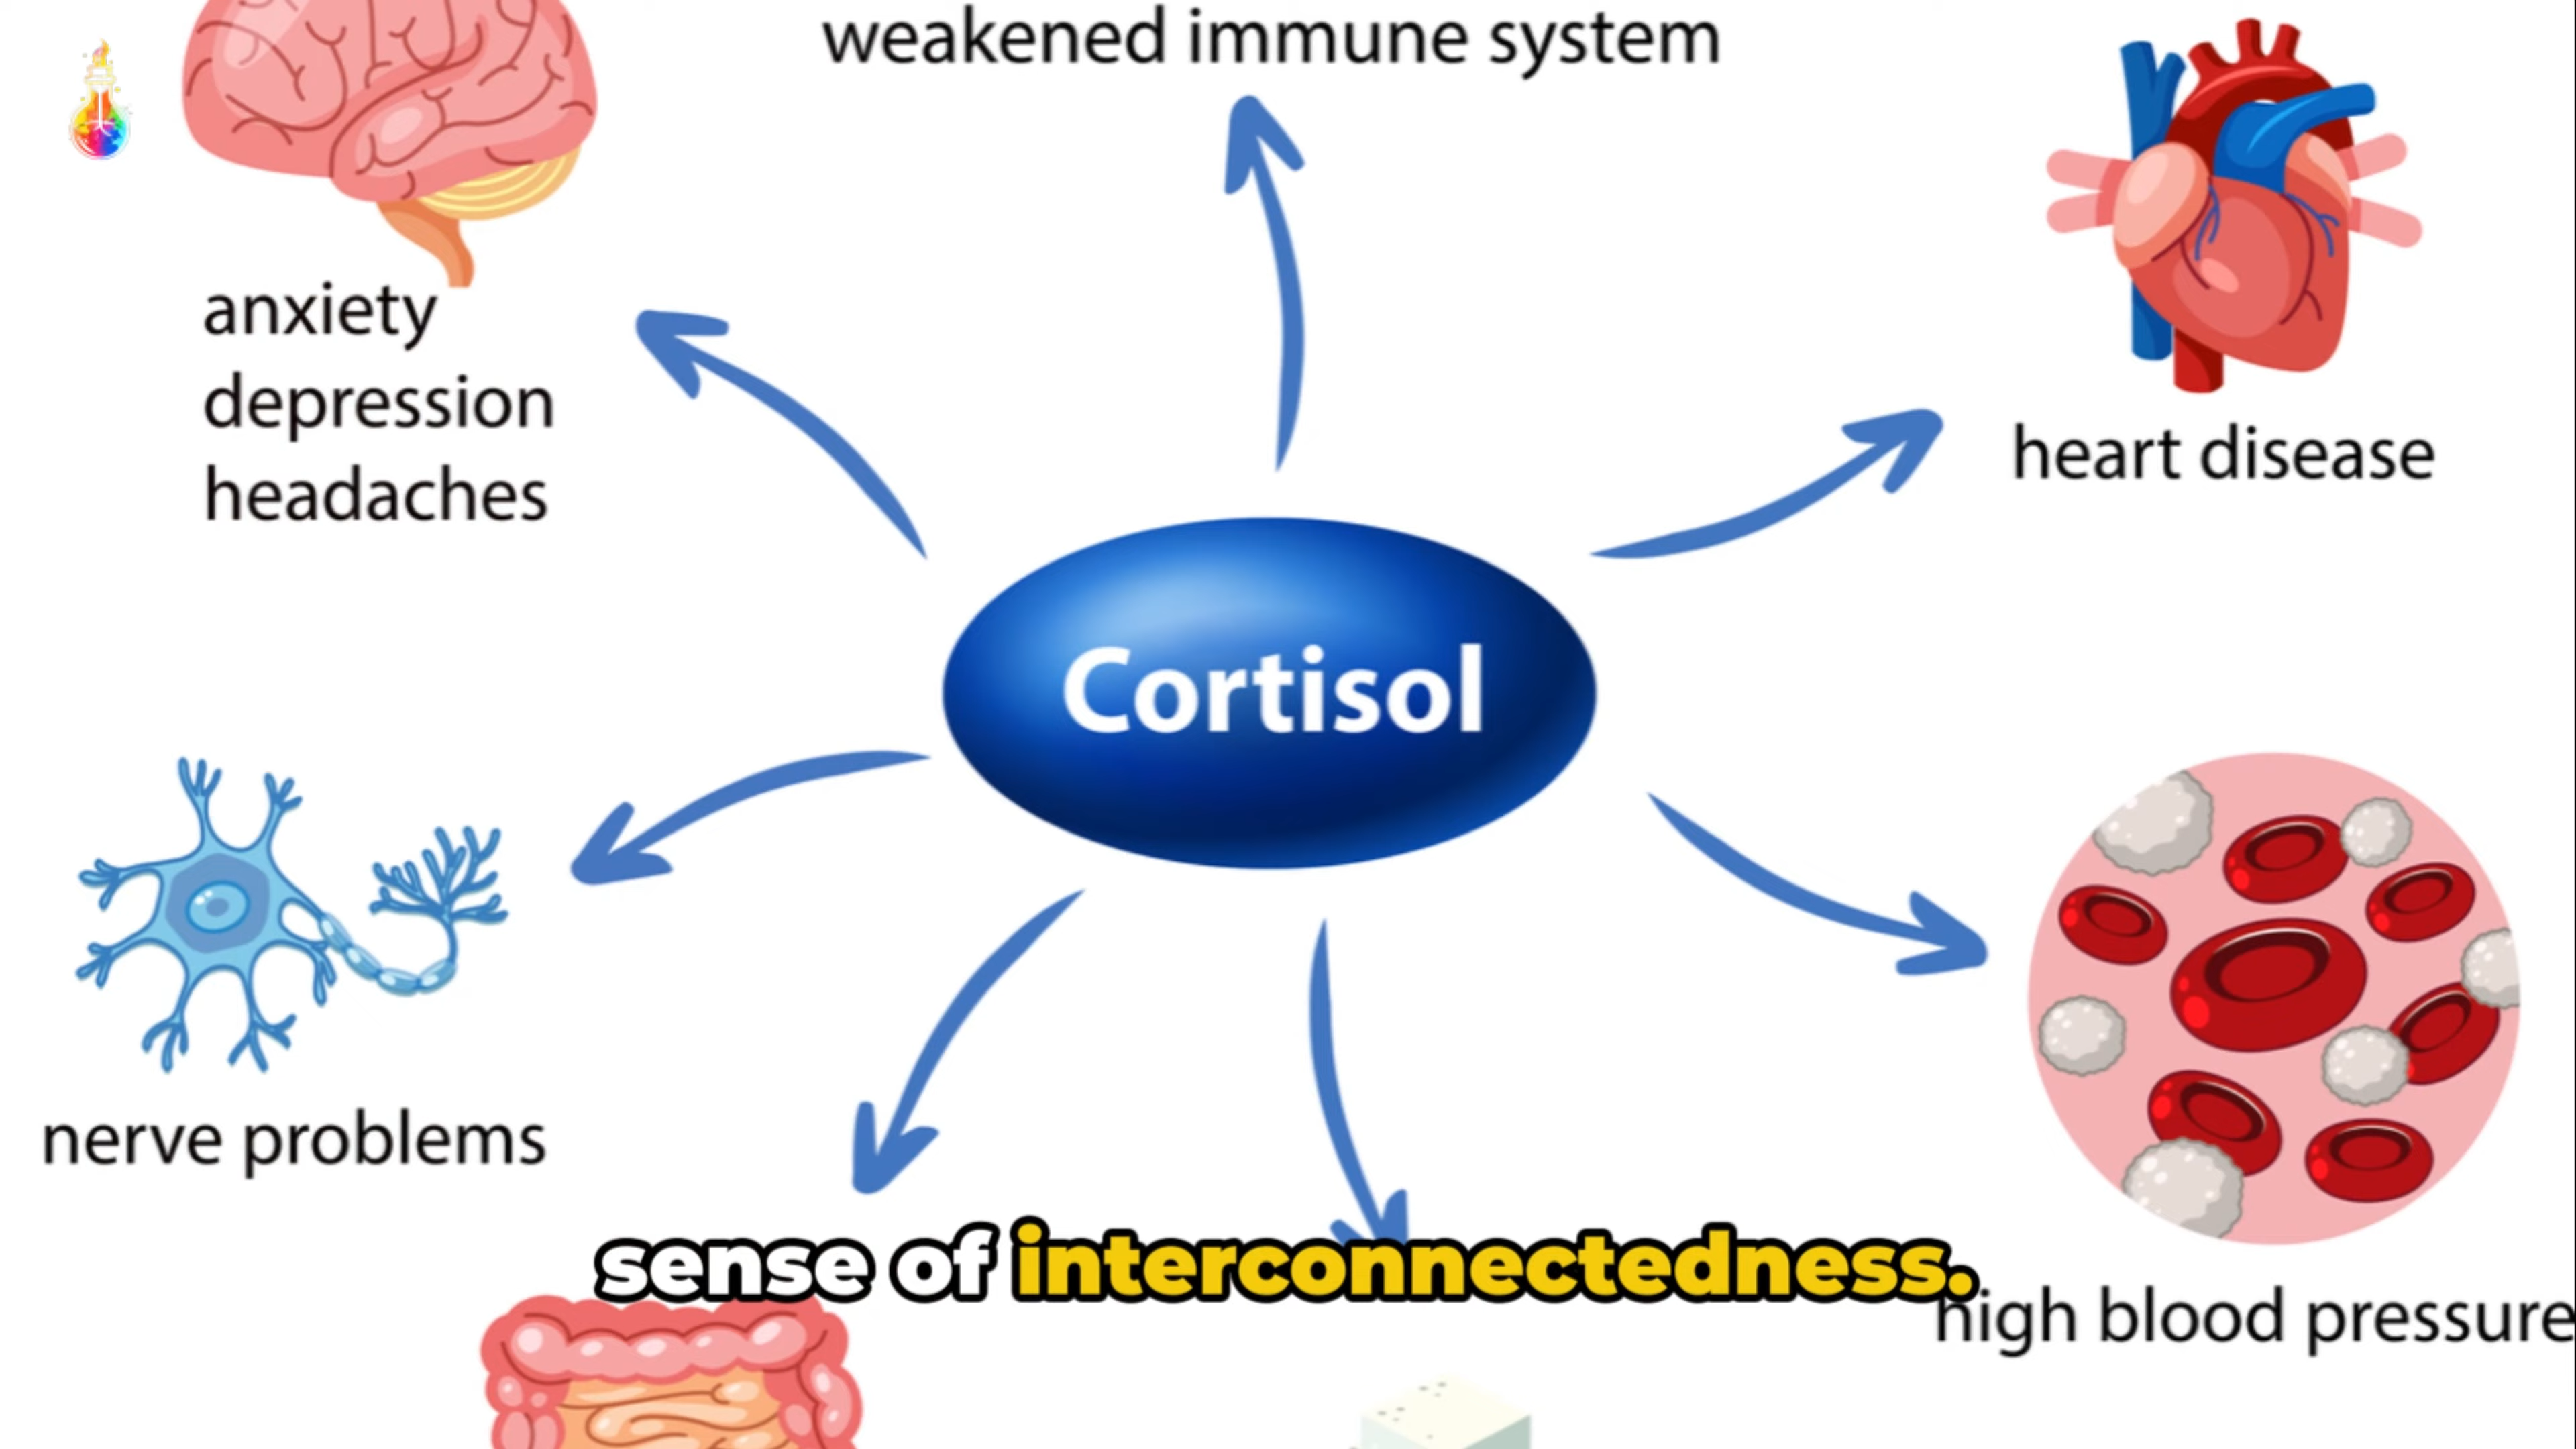 weakened immune system
anxiety
depression
headaches
heart disease
Cortisol
nerve problems
sense of interconnectedness.
high blood pressure